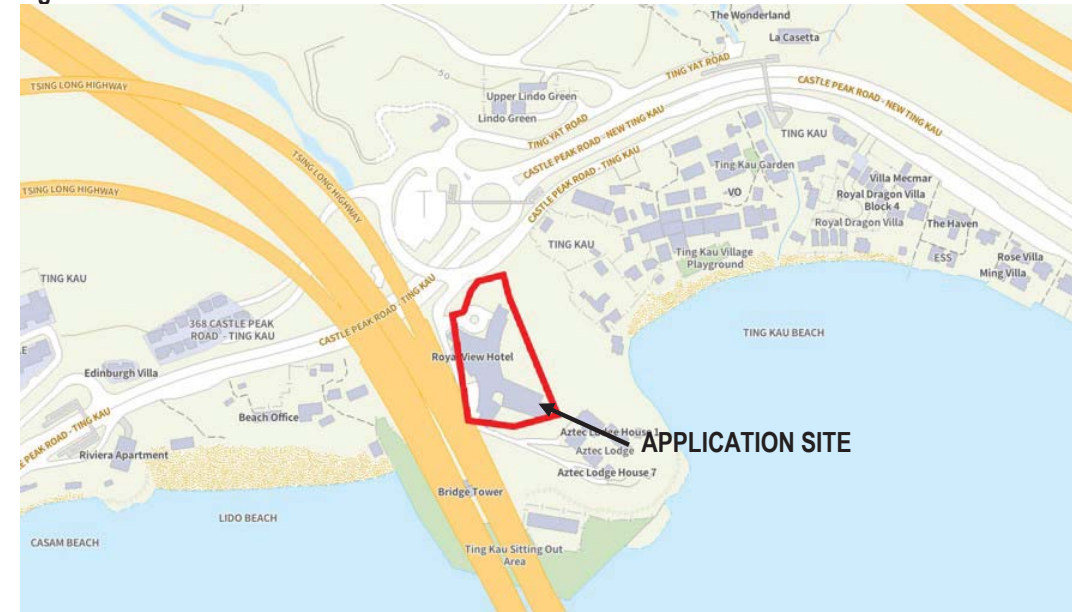 The Wonderland
La Casetta
TSING LONG HIGHWAY
TING YAT ROAD
CASTLE PEAK ROAD - NEW TING KAU
50
Upper Lindo Green
Lindo Green
TING YAT ROAD
CASTLE PEAK ROAD - NEW TING KAU
TING KAU
TSING LONG HIGHWAY
CASTLE PEAK ROAD - TING KAU
Ting Kau Garden
Villa Mecmar
TSING LONG HIGHWAY
VO
Royal Dragon Villa
Block 4
Royal Dragon Villa
The Haven
TING KAU
Ting Kau Village
Playground
ESS
Rose Villa
Ming Villa
TING KAU
CASTLE PEAK ROAD - TING KAU
368 CASTLE PEAK
ROAD - TING KAU
CASTLE PEAK ROAD - TING KAU
TING KAU BEACH
Royal View Hotel
Edinburgh Villa
Beach Office
Aztec Lodge House 1
APPLICATION SITE
Aztec Lodge
PEAK ROAD - TING KAU
Riviera Apartment
Aztec Lodge House 7
Bridge Tower
LIDO BEACH
CASAM BEACH
Ting Kau Sitting Out
Area